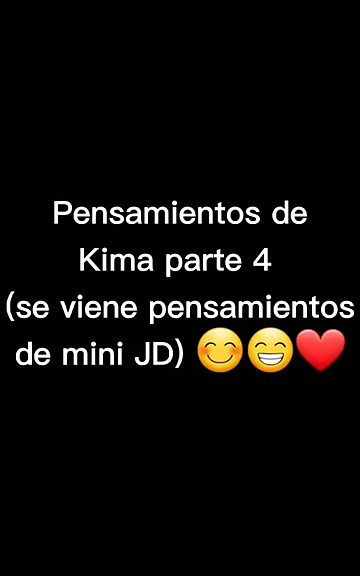 Pensamientos de
Kima parte 4
(se viene pensamientos
de mini JD) 😊😁❤️